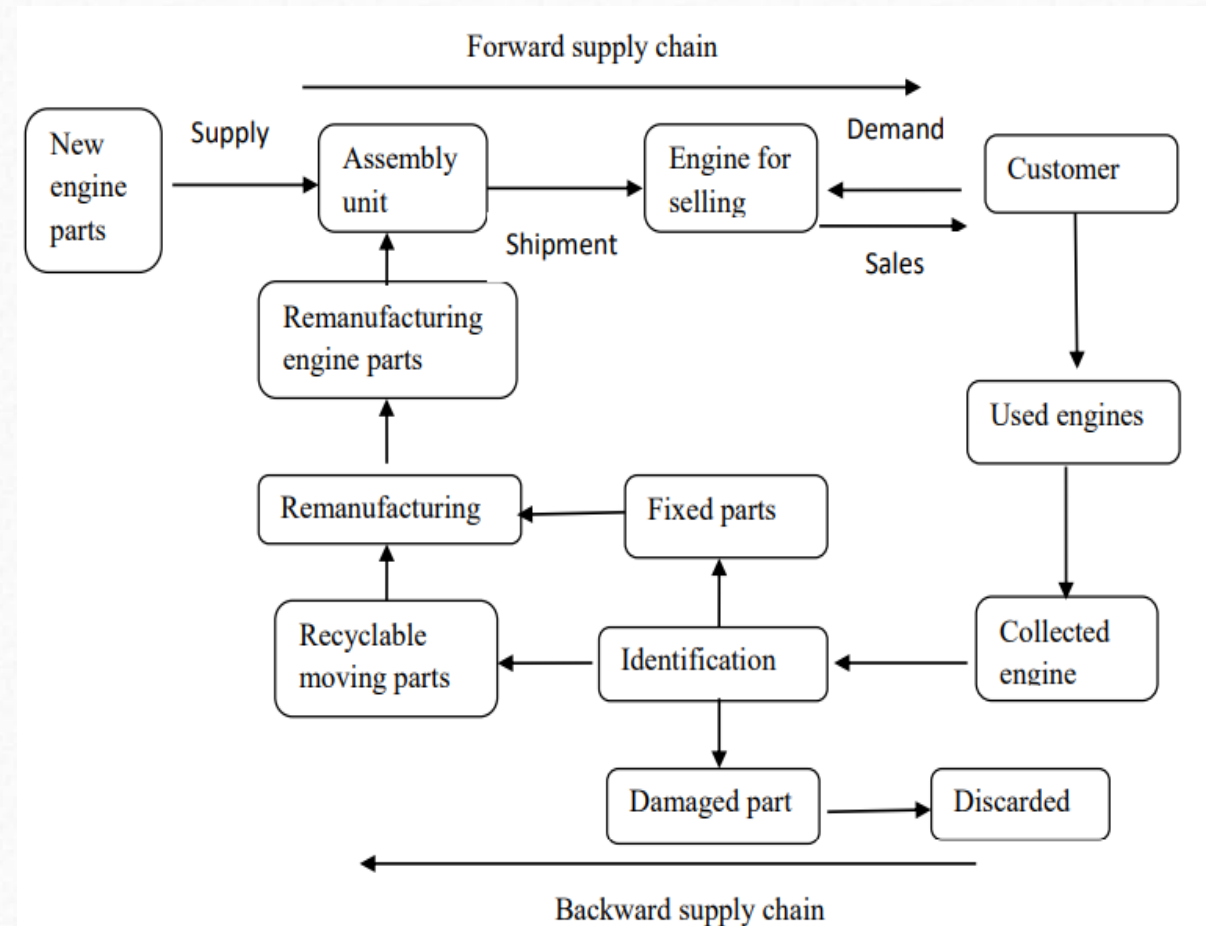 Forward supply chain
New
engine
parts
Supply
Assembly
unit
Shipment
Engine for
selling
Demand
Sales
Customer
Remanufacturing
engine parts
Used engines
Remanufacturing
Fixed parts
Recyclable
moving parts
Identification
Collected
engine
Damaged part
Discarded
Backward supply chain